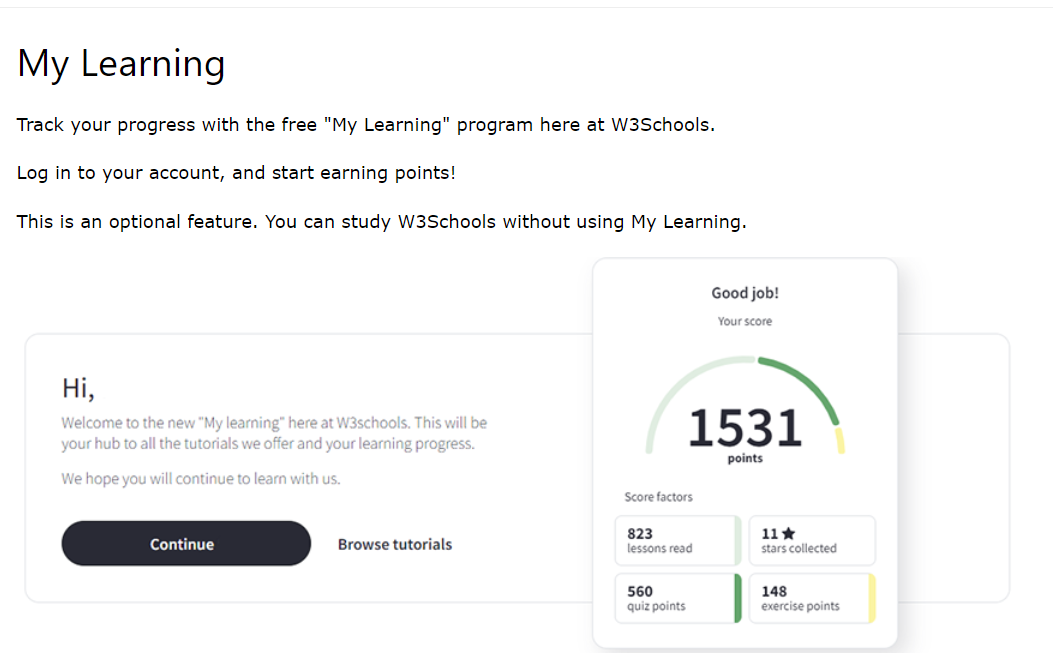 My Learning
Track your progress with the free "My Learning" program here at W3Schools.
Log in to your account, and start earning points!
This is an optional feature. You can study W3Schools without using My Learning.
Hi,
Welcome to the new "My learning" here at W3schools. This will be
your hub to all the tutorials we offer and your learning progress.
We hope you will continue to learn with us.
Continue
Browse tutorials
Good job!
Your score
1531
points
Score factors
823
lessons read
11 ★
stars collected
560
quiz points
148
exercise points